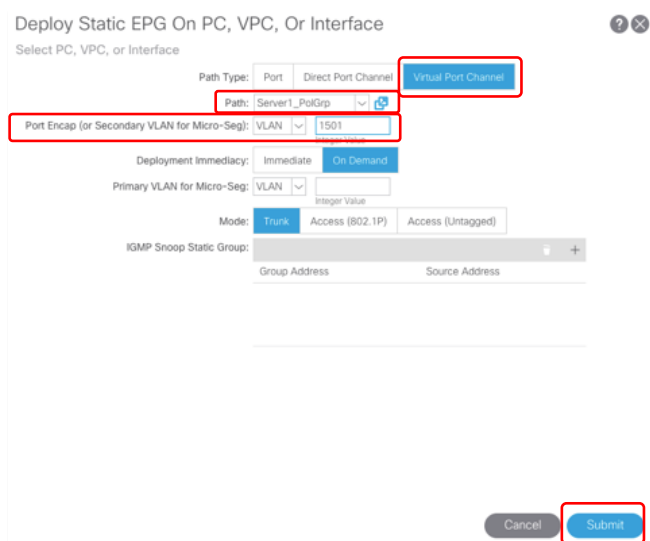 Deploy Static EPG On PC, VPC, Or Interface
Select PC, VPC, or Interface
Path Type: Port Direct Port Channel Virtual Port Channel
Path: Server1_PolGrp
Port Encap (or Secondary VLAN for Micro-Seg): VLAN 1501
Integer Value
Deployment Immediacy: Immediate On Demand
Primary VLAN for Micro-Seg: VLAN
Integer Value
Mode: Trunk Access (802.1P) Access (Untagged)
IGMP Snoop Static Group:
Group Address Source Address
Cancel Submit